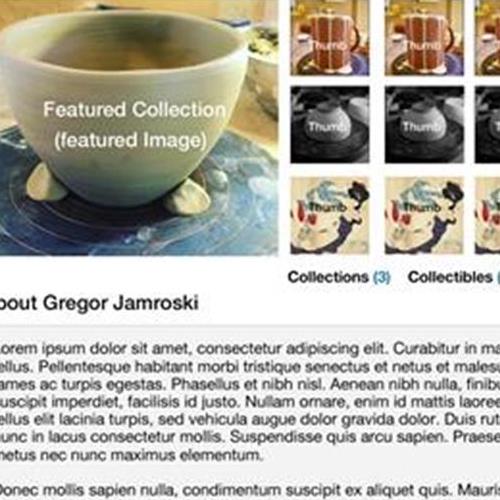 Featured Collection
(featured Image)
Thumb Thumb
Thumb Thumb
Thumb Thumb
Collections (3) Collectibles (
bout Gregor Jamroski
orem ipsum dolor sit amet, consectetur adipiscing elit. Curabitur in ma
ellus. Pellentesque habitant morbi tristique senectus et netus et malesu
ames ac turpis egestas. Phasellus et nibh nisl. Aenean nibh nulla, finibu
uscipit imperdiet, facilisis id justo. Nullam ornare, enim id mattis laoree
ellus elit lacinia turpis, sed vehicula augue dolor gravida dolor. Duis rut
unc in lacus consectetur mollis. Suspendisse quis arcu sapien. Praese
metus nec nunc maximus elementum.
Donec mollis sapien nulla, condimentum suscipit ex aliquet quis. Mauris